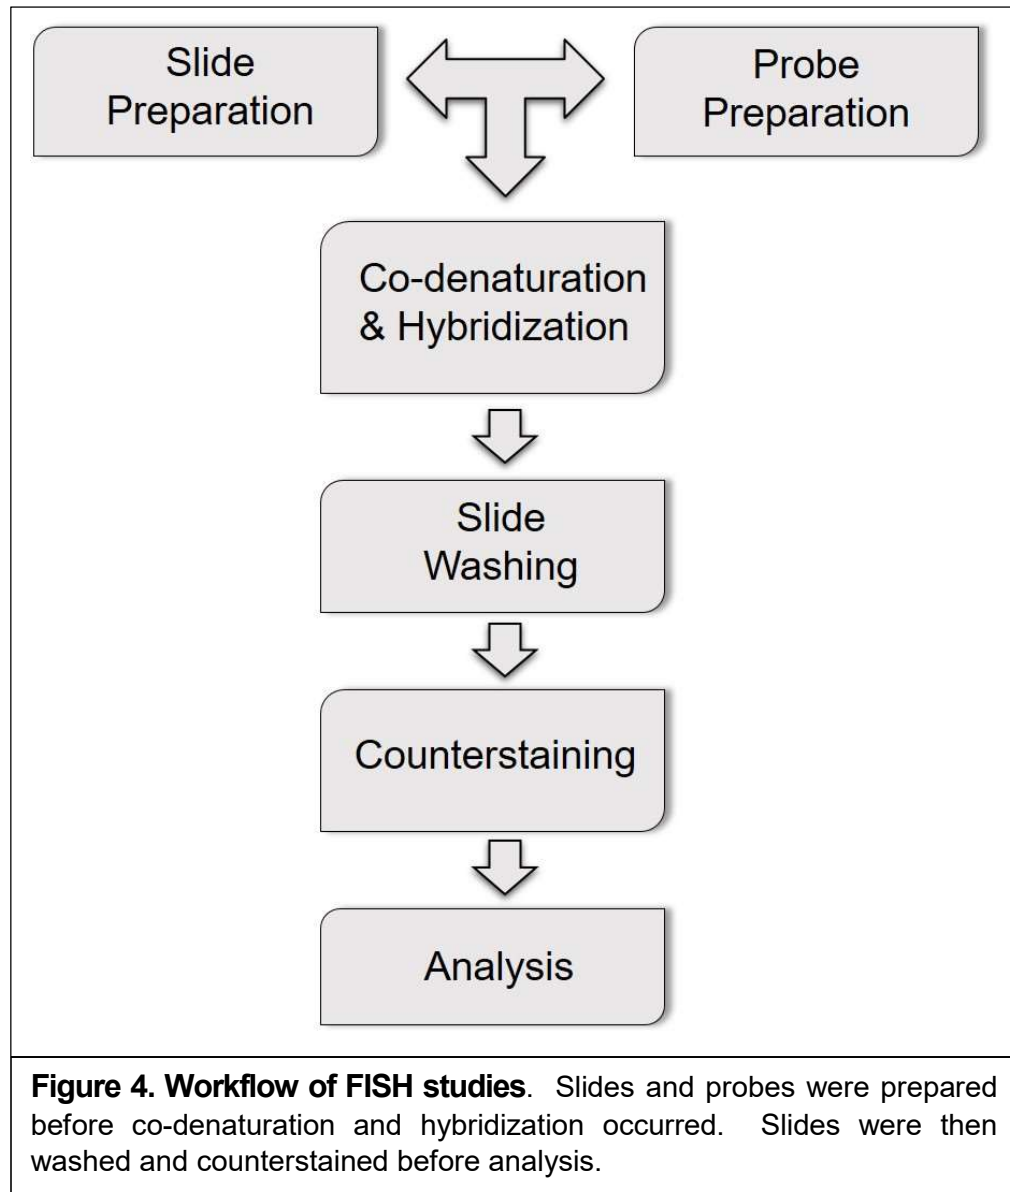 Slide
Preparation
Probe
Preparation
Co-denaturation
& Hybridization
Slide
Washing
Counterstaining
Analysis
Figure 4. Workflow of FISH studies. Slides and probes were prepared
before co-denaturation and hybridization occurred. Slides were then
washed and counterstained before analysis.